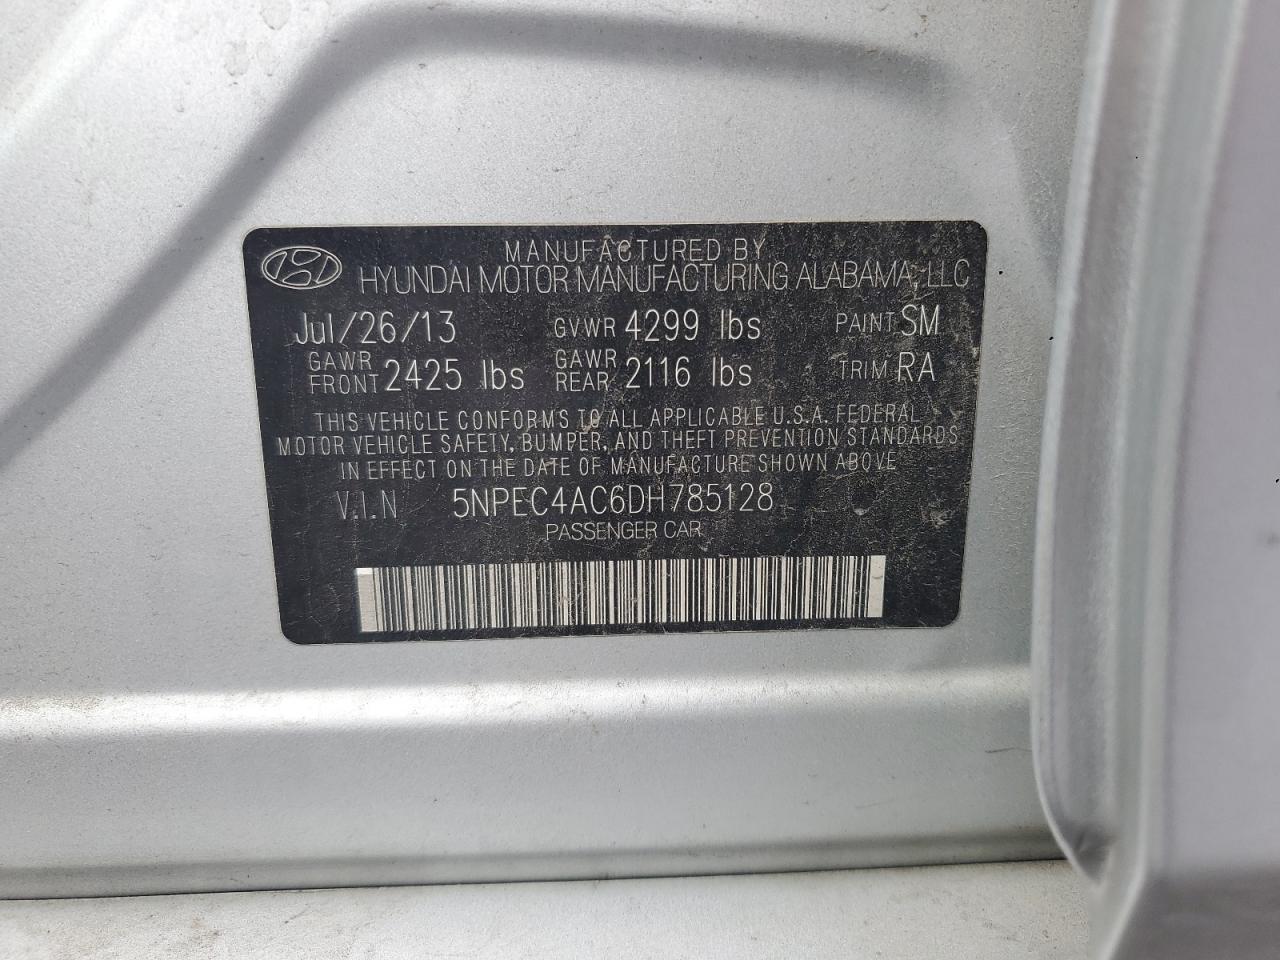 MANUFACTURED BY
HYUNDAI MOTOR MANUFACTURING ALABAMA, LLC
Jul/26/13 GVWR 4299 lbs PAINT SM
GAWR FRONT 2425 lbs GAWR REAR 2116 lbs TRIM RA
THIS VEHICLE CONFORMS TO ALL APPLICABLE U.S.A. FEDERAL
MOTOR VEHICLE SAFETY, BUMPER, AND THEFT PREVENTION STANDARDS
IN EFFECT ON THE DATE OF MANUFACTURE SHOWN ABOVE
V.I.N 5NPEC4AC6DH785128
PASSENGER CAR